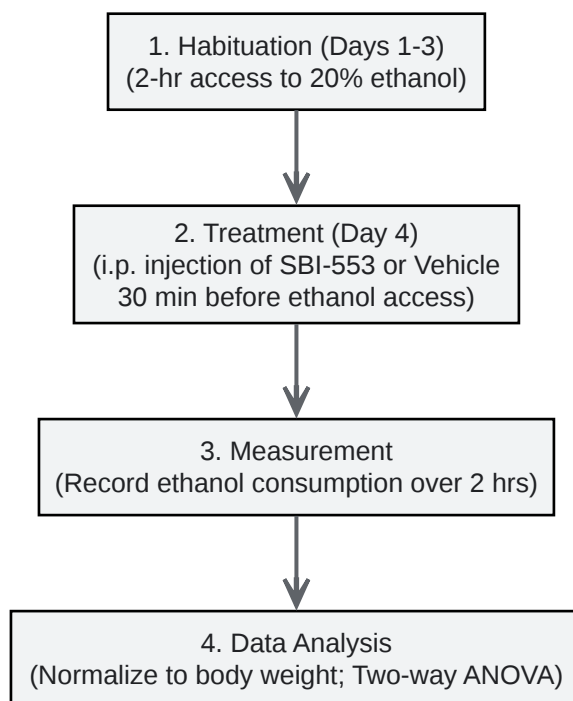 1. Habituation (Days 1-3)
(2-hr access to 20% ethanol)
2. Treatment (Day 4)
(i.p. injection of SBI-553 or Vehicle
30 min before ethanol access)
3. Measurement
(Record ethanol consumption over 2 hrs)
4. Data Analysis
(Normalize to body weight; Two-way ANOVA)